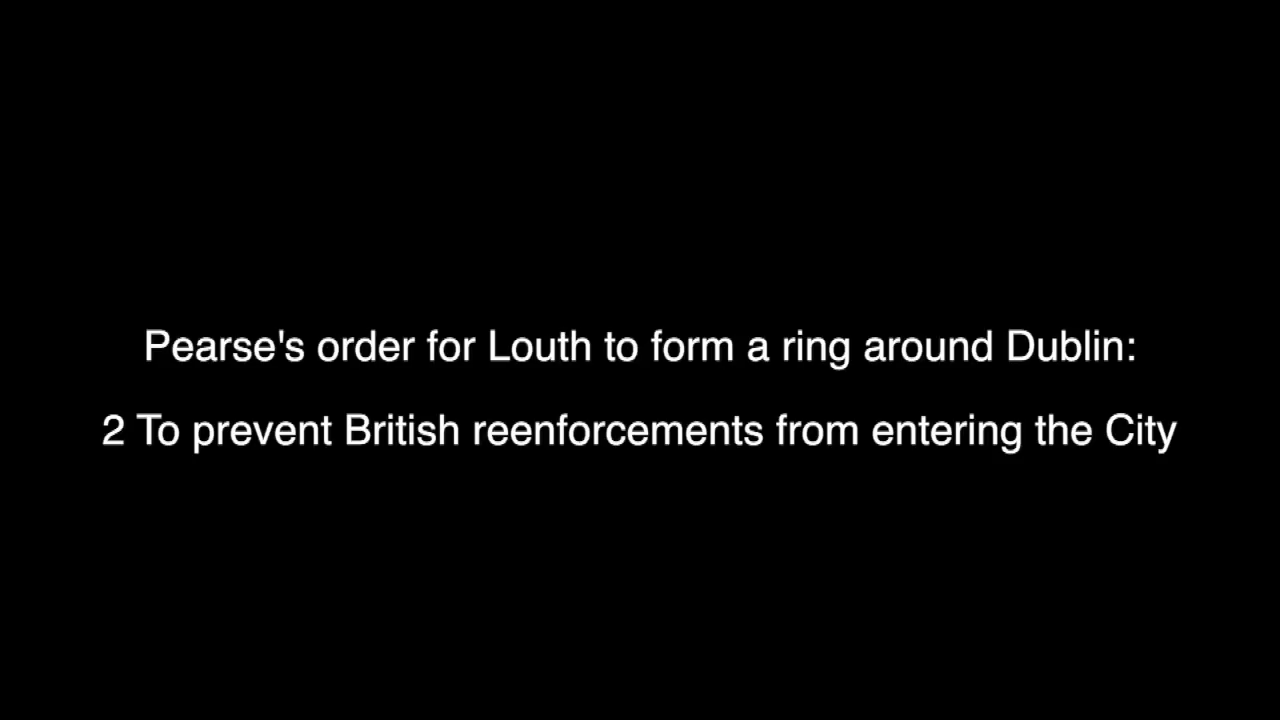 Pearse's order for Louth to form a ring around Dublin:
2 To prevent British reenforcements from entering the City